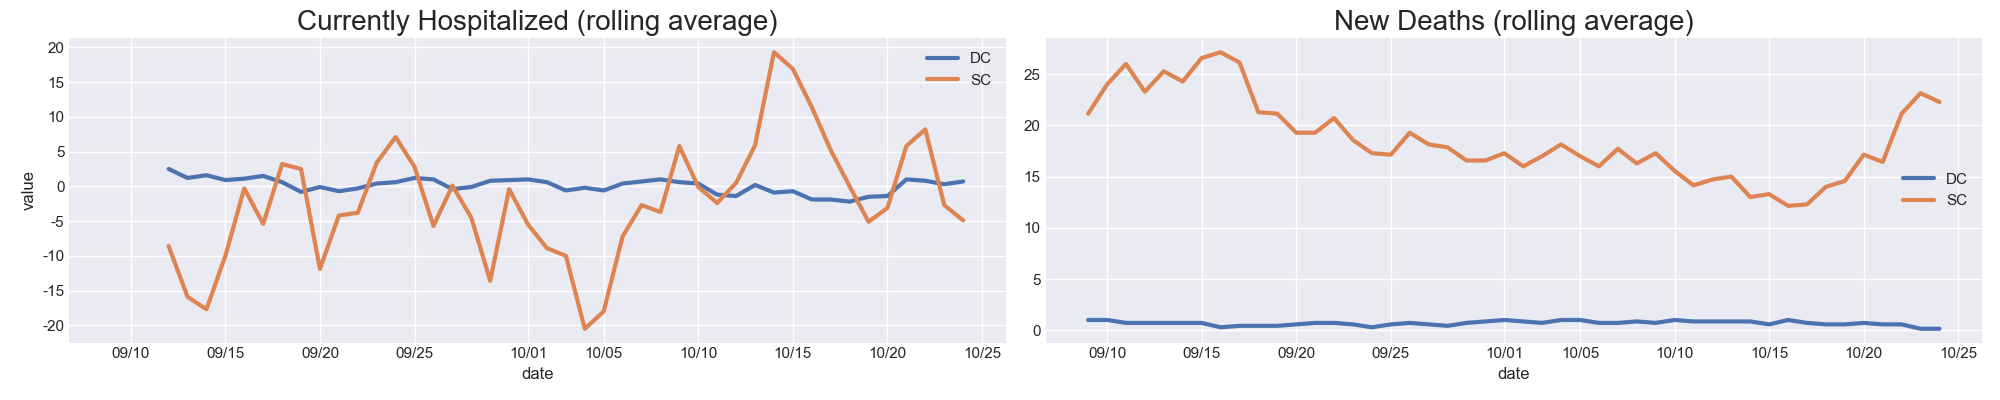 Currently Hospitalized (rolling average)
20
15
10
5
0
-5
-10
-15
-20
value
DC
SC
09/10 09/15 09/20 09/25 10/01 10/05 10/10 10/15 10/20 10/25
date
New Deaths (rolling average)
25
20
15
10
5
0
DC
SC
09/10 09/15 09/20 09/25 10/01 10/05 10/10 10/15 10/20 10/25
date